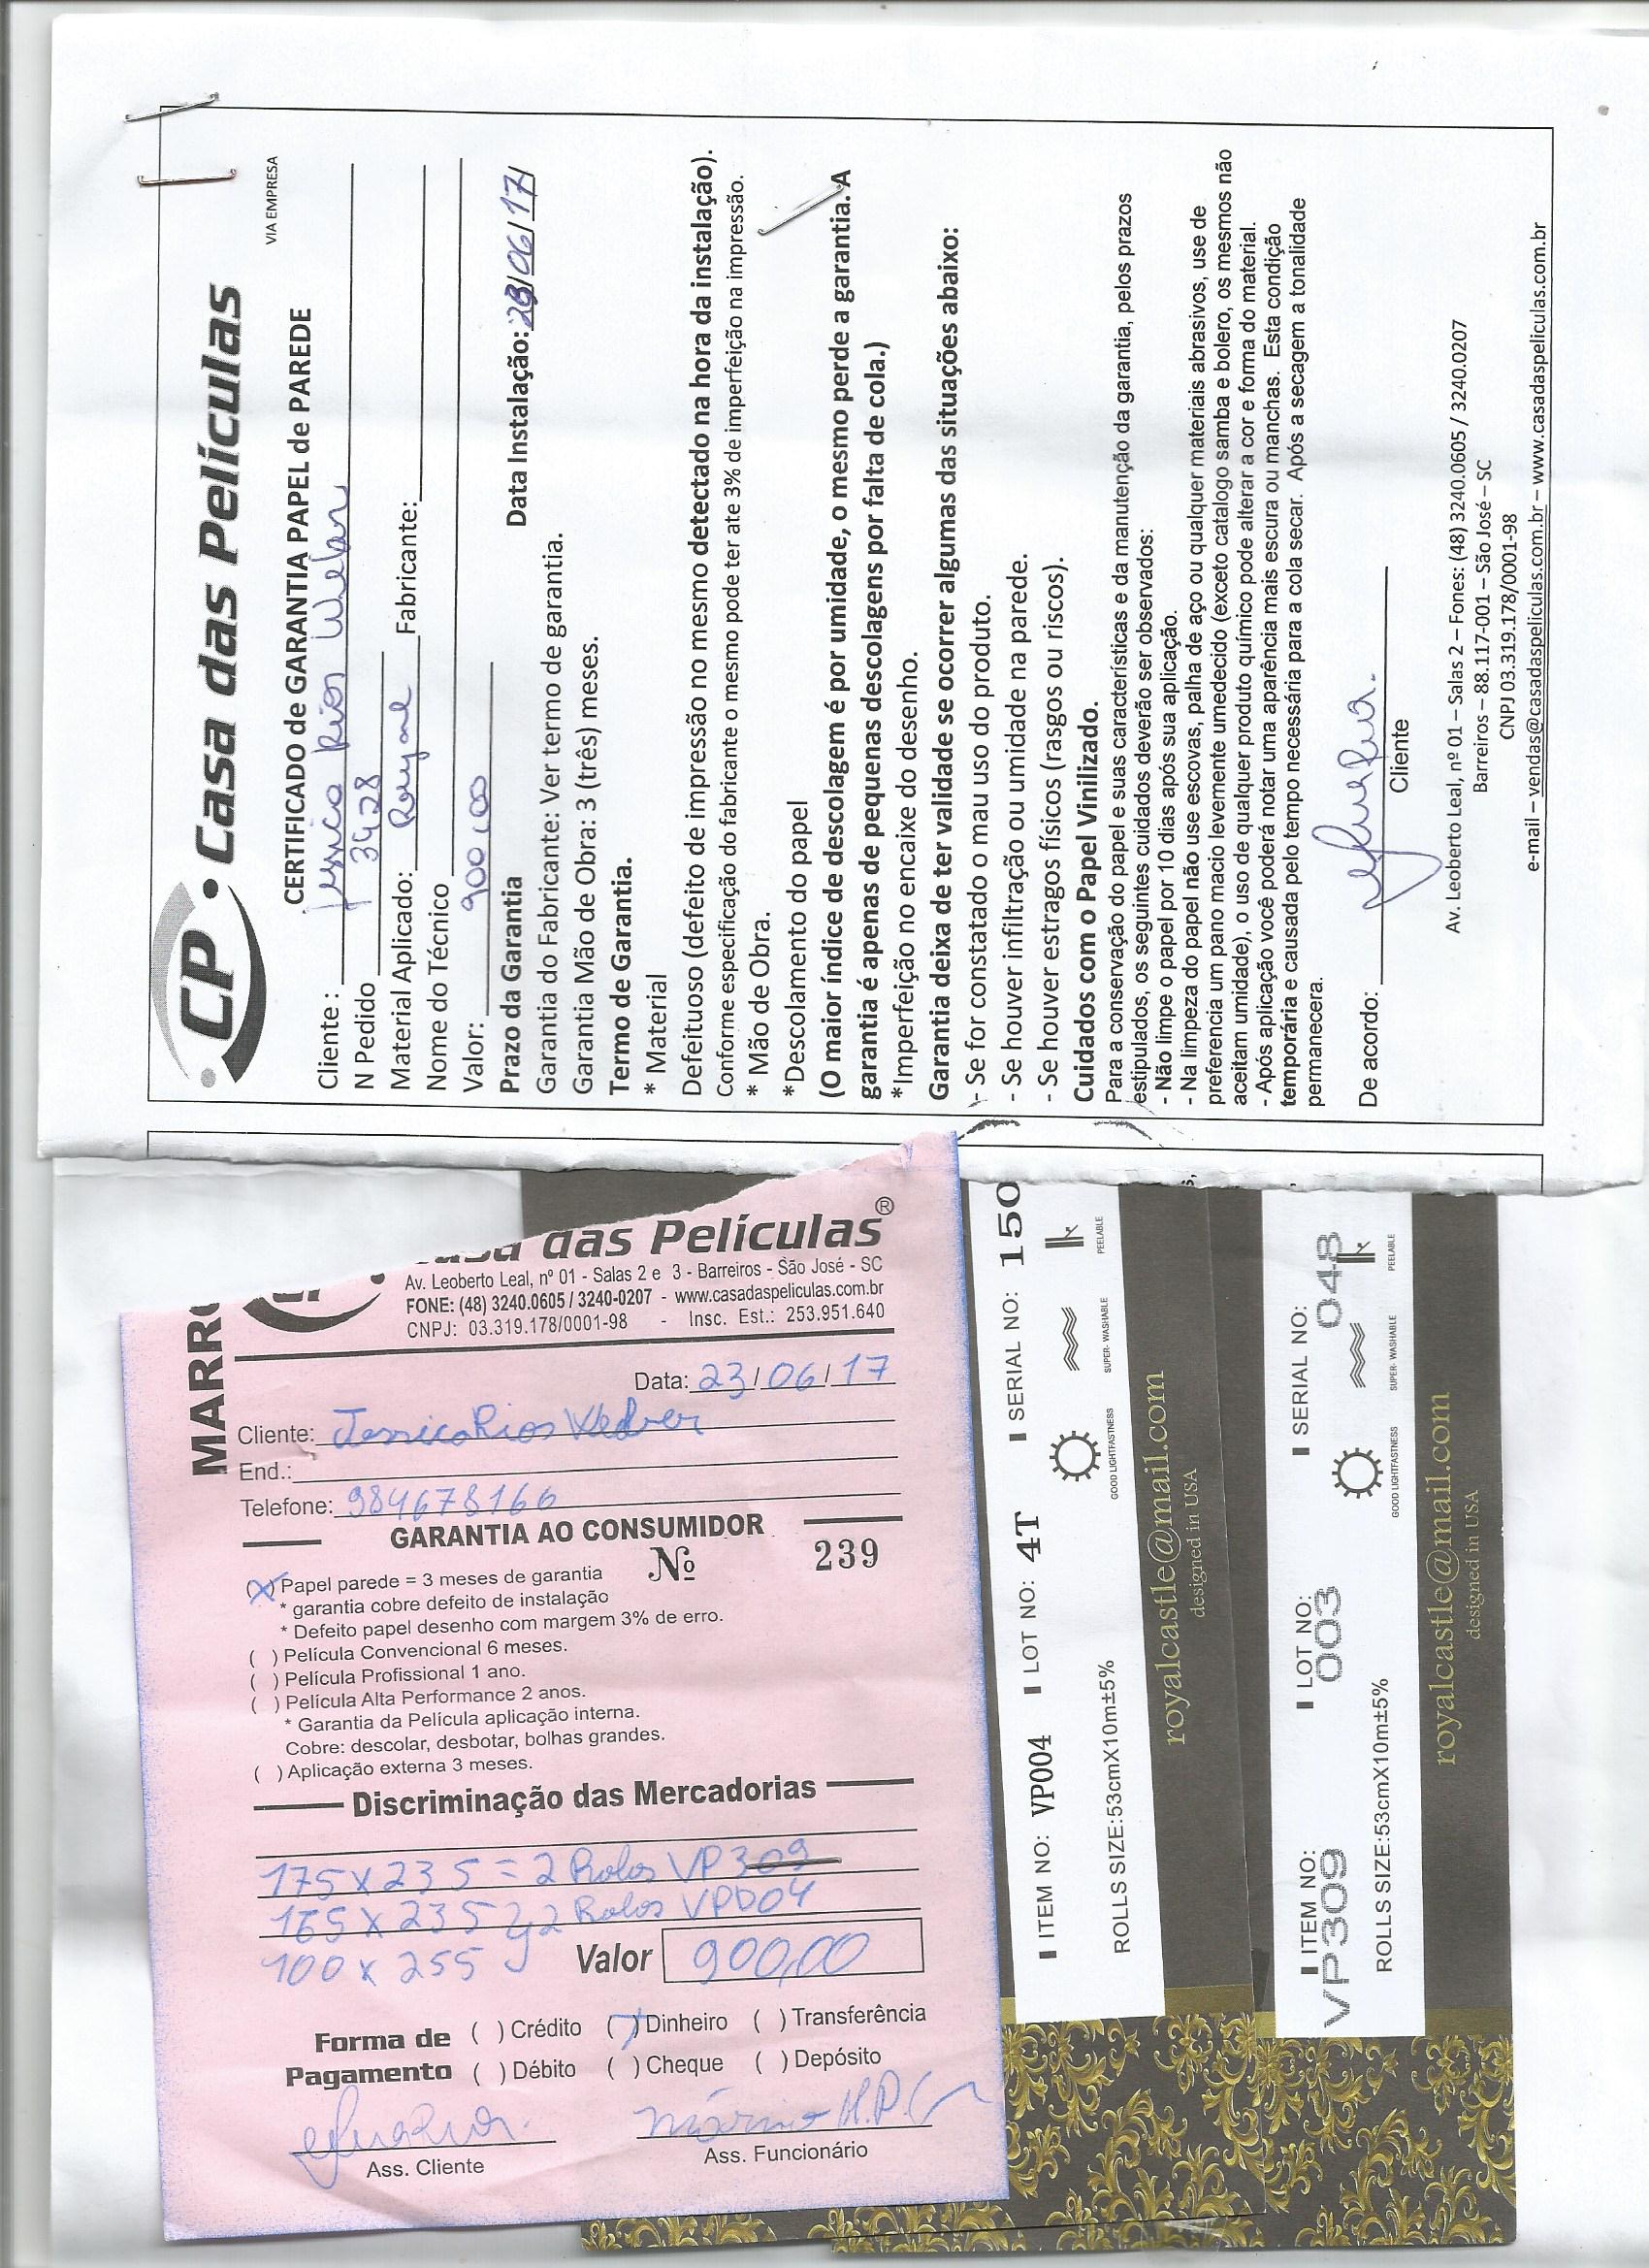 CP Casa das Películas
VIA EMPRESA
CERTIFICADO de GARANTIA PAPEL de PAREDE
Cliente : Jessica Rios Weber
N Pedido 3428
Material Aplicado: Royal Fabricante:
Nome do Técnico
Valor: 900,00
Prazo da Garantia Data Instalação: 23/06/17/
Garantia do Fabricante: Ver termo de garantia.
Garantia Mão de Obra: 3 (três) meses.
Termo de Garantia.
* Material
Defeituoso (defeito de impressão no mesmo detectado na hora da instalação).
Conforme especificação do fabricante o mesmo pode ter ate 3% de imperfeição na impressão.
* Mão de Obra.
*Descolamento do papel
(O maior índice de descolagem é por umidade, o mesmo perde a garantia. A
garantia é apenas de pequenas descolagens por falta de cola.)
*Imperfeição no encaixe do desenho.
Garantia deixa de ter validade se ocorrer algumas das situações abaixo:
- Se for constatado o mau uso do produto.
- Se houver infiltração ou umidade na parede.
- Se houver estragos físicos (rasgos ou riscos).
Cuidados com o Papel Vinilizado.
Para a conservação do papel e suas características e da manutenção da garantia, pelos prazos
estipulados, os seguintes cuidados deverão ser observados:
- Não limpe o papel por 10 dias após sua aplicação.
- Na limpeza do papel não use escovas, palha de aço ou qualquer materiais abrasivos, use de
preferencia um pano macio levemente umedecido (exceto catalogo samba e bolero, os mesmos não
aceitam umidade), o uso de qualquer produto químico pode alterar a cor e forma do material.
- Após aplicação você poderá notar uma aparência mais escura ou manchas. Esta condição
temporária e causada pelo tempo necessária para a cola secar. Após a secagem a tonalidade
permanecera.
De acordo:
Cliente
Av. Leoberto Leal, nº 01 – Salas 2 – Fones: (48) 3240.0605 / 3240.0207
Barreiros – 88.117-001 – São José – SC
CNPJ 03.319.178/0001-98
e-mail – vendas@casadaspeliculas.com.br – www.casadaspeliculas.com.br
das Películas®
Av. Leoberto Leal, nº 01 - Salas 2 e 3 - Barreiros - São José - SC
FONE: (48) 3240.0605 / 3240-0207 - www.casadaspeliculas.com.br
CNPJ: 03.319.178/0001-98 - Insc. Est.: 253.951.640
Data: 23/06/17
Cliente: Jessica Rios Weber
End.:
Telefone: 984678166
GARANTIA AO CONSUMIDOR
Nº 239
(X) Papel parede = 3 meses de garantia
* garantia cobre defeito de instalação
* Defeito papel desenho com margem 3% de erro.
( ) Película Convencional 6 meses.
( ) Película Profissional 1 ano.
( ) Película Alta Performance 2 anos.
* Garantia da Película aplicação interna.
Cobre: descolar, desbotar, bolhas grandes.
( ) Aplicação externa 3 meses.
Discriminação das Mercadorias
175 x 235 = 2 Rolos VP309
165 x 235 } 2 Rolos VP004
100 x 255
Valor 900,00
Forma de Pagamento
( ) Crédito (X) Dinheiro ( ) Transferência
( ) Débito ( ) Cheque ( ) Depósito
Ass. Cliente
Ass. Funcionário
ITEM NO: VP004 LOT NO: 4T SERIAL NO: 150
ROLLS SIZE:53cmX10m±5%
GOOD LIGHTFASTNESS SUPER- WASHABLE PEELABLE
royalcastle@mail.com
designed in USA
ITEM NO: VP309 LOT NO: 003 SERIAL NO: 048
ROLLS SIZE:53cmX10m±5%
GOOD LIGHTFASTNESS SUPER- WASHABLE PEELABLE
royalcastle@mail.com
designed in USA